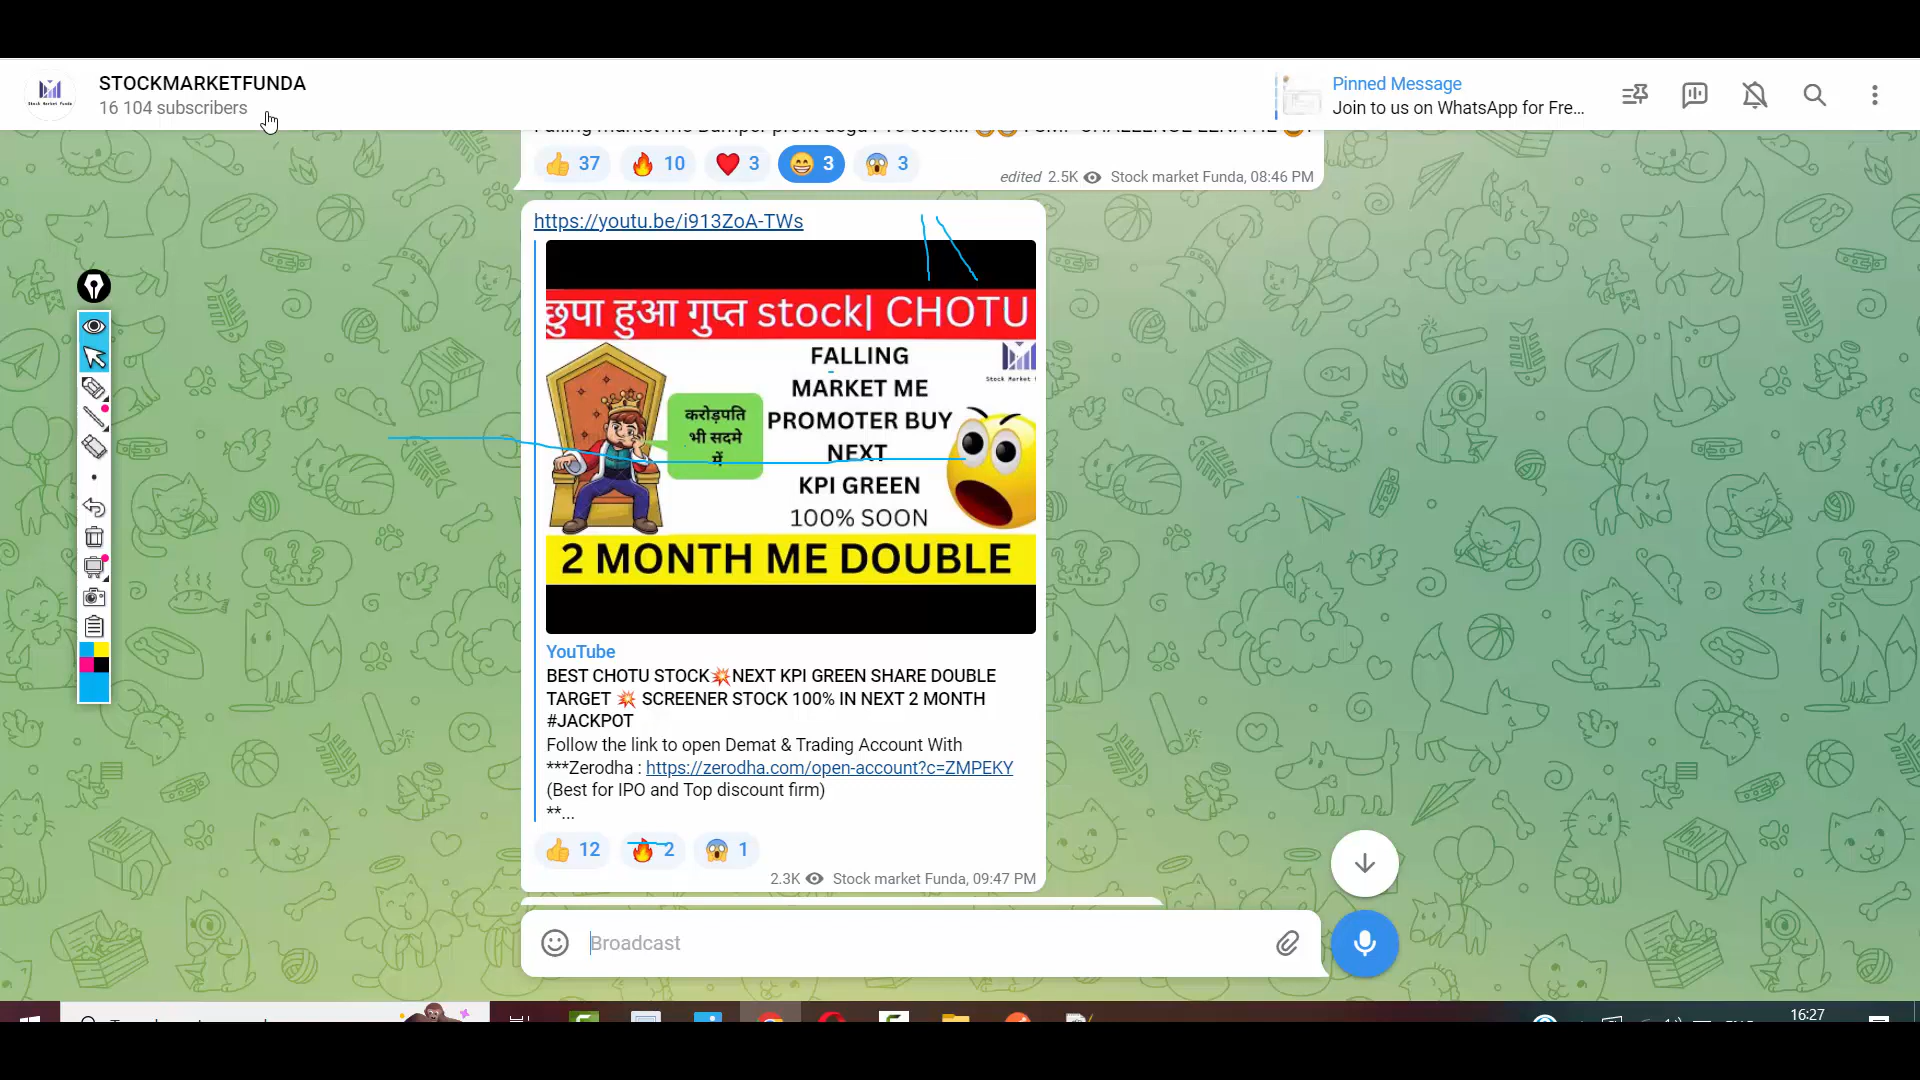 STOCKMARKETFUNDA
16 104 subscribers
Pinned Message
Join to us on WhatsApp for Fre...
37
10
3
3
3
edited 2.5K Stock market Funda, 08:46 PM
https://youtu.be/i913ZoA-TWs
छुपा हुआ गुप्त stock| CHOTU
FALLING
MARKET ME
PROMOTER BUY
NEXT
KPI GREEN
100% SOON
करोड़पति
भी सदमे
में
Stock Market
2 MONTH ME DOUBLE
YouTube
BEST CHOTU STOCK💥NEXT KPI GREEN SHARE DOUBLE
TARGET 💥 SCREENER STOCK 100% IN NEXT 2 MONTH
#JACKPOT
Follow the link to open Demat & Trading Account With
***Zerodha : https://zerodha.com/open-account?c=ZMPEKY
(Best for IPO and Top discount firm)
**...
12
2
1
2.3K Stock market Funda, 09:47 PM
Broadcast
16:27